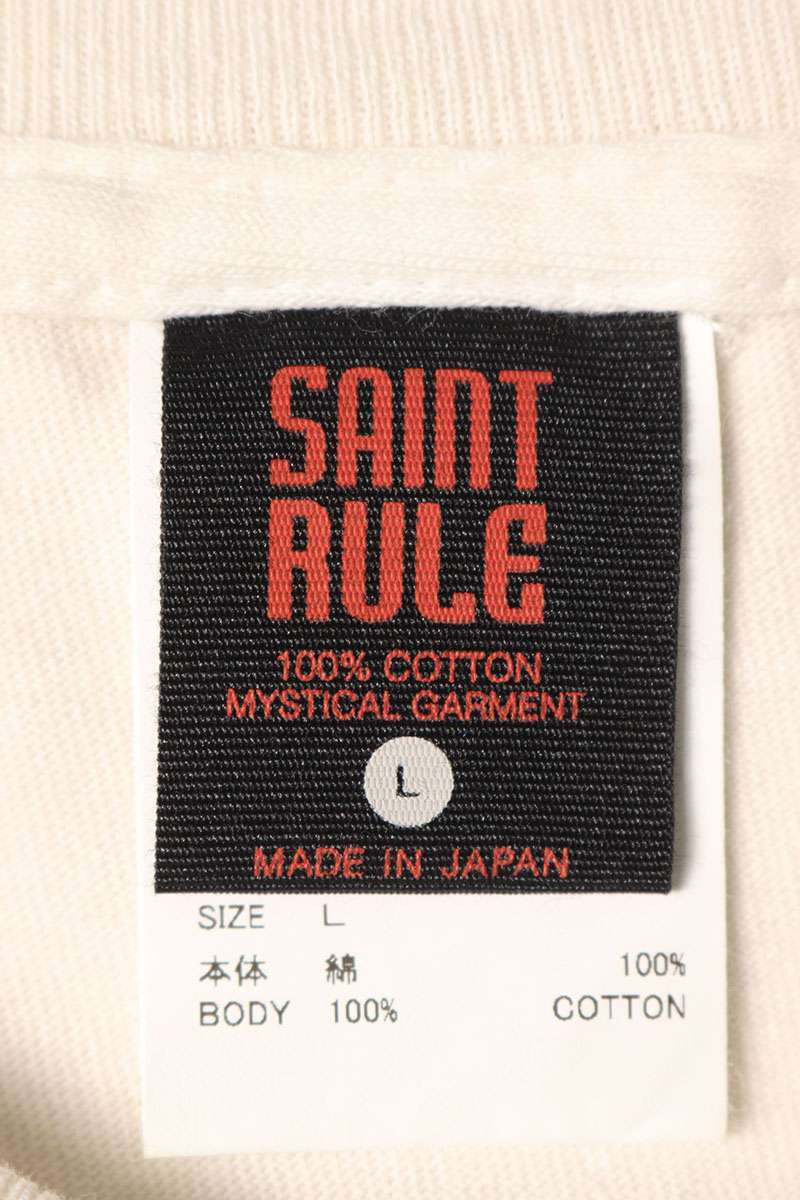 SAINT
RULE
100% COTTON
MYSTICAL GARMENT
L
MADE IN JAPAN
SIZE L
本体 綿 100%
BODY 100% COTTON